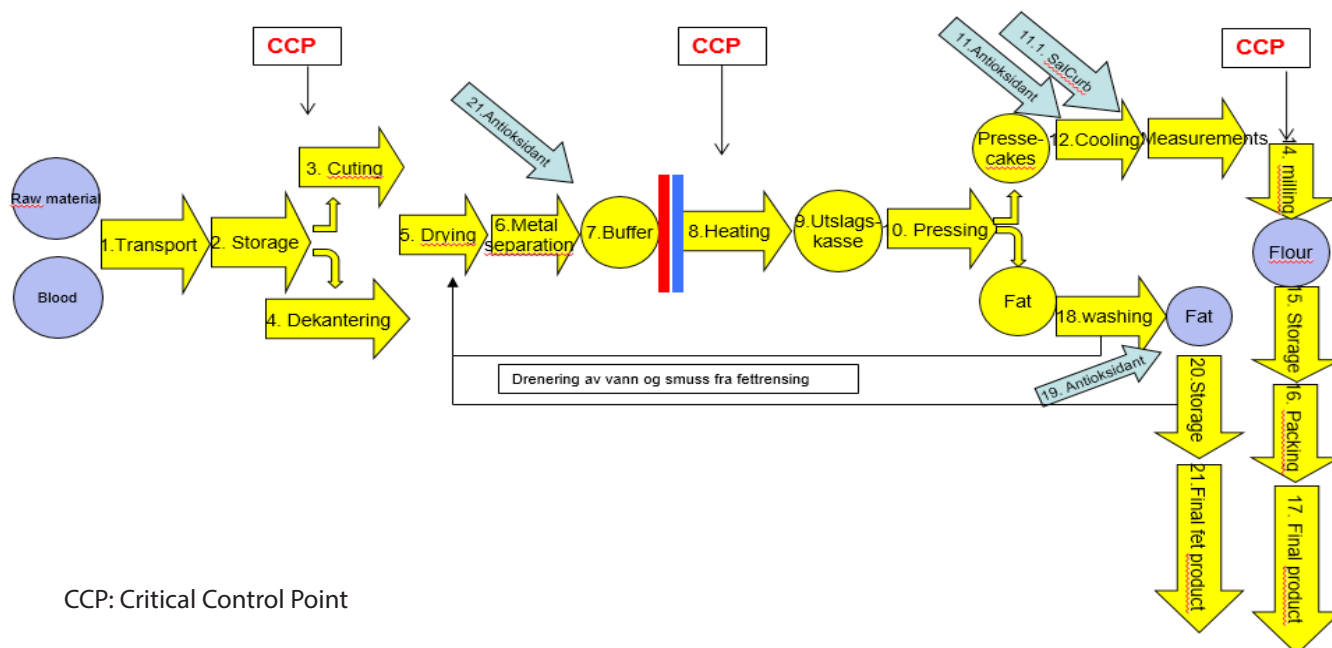 CCP
CCP
CCP
11.Antioksidant
11.1. SalCurb
21.Antioksidant
Presse-
cakes
12.Cooling
Measurements
14. milling
3. Cuting
Raw material
1.Transport
2. Storage
5. Drying
6.Metal
separation
7.Buffer
8.Heating
9.Utslags-
kasse
10. Pressing
Flour
Blood
4. Dekantering
Fat
18.washing
Fat
15. Storage
Drenering av vann og smuss fra fettrensing
19. Antioksidant
20.Storage
16. Packing
21.Final fet product
17. Final product
CCP: Critical Control Point